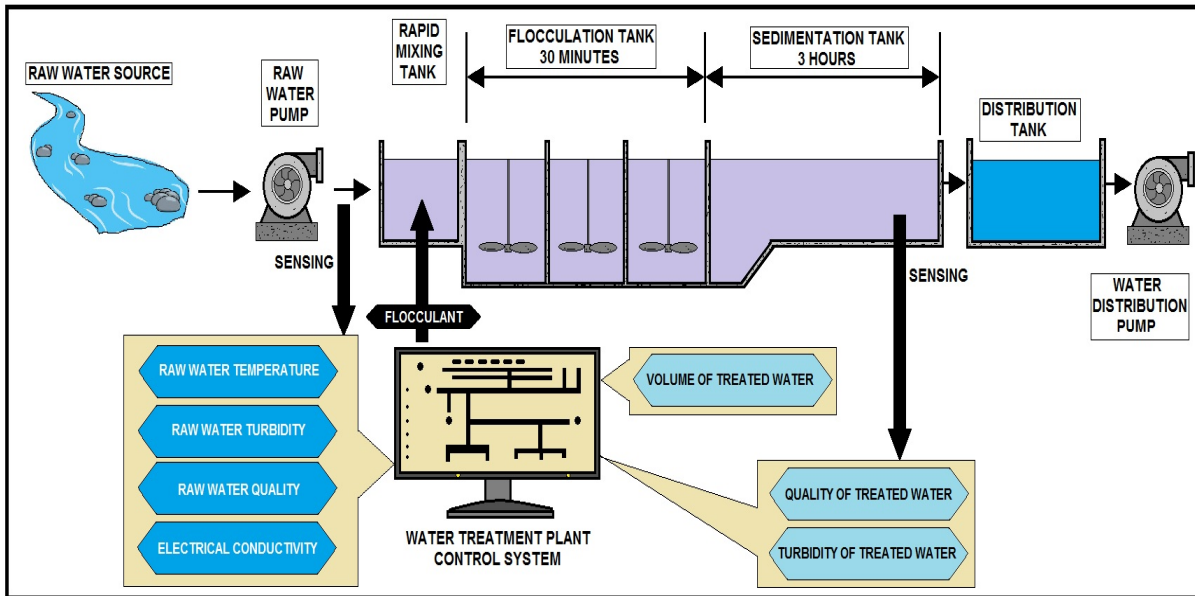 RAW WATER SOURCE
RAW
WATER
PUMP
RAPID
MIXING
TANK
FLOCCULATION TANK
30 MINUTES
SEDIMENTATION TANK
3 HOURS
DISTRIBUTION
TANK
WATER
DISTRIBUTION
PUMP
SENSING
FLOCCULANT
SENSING
RAW WATER TEMPERATURE
RAW WATER TURBIDITY
RAW WATER QUALITY
ELECTRICAL CONDUCTIVITY
WATER TREATMENT PLANT
CONTROL SYSTEM
VOLUME OF TREATED WATER
QUALITY OF TREATED WATER
TURBIDITY OF TREATED WATER